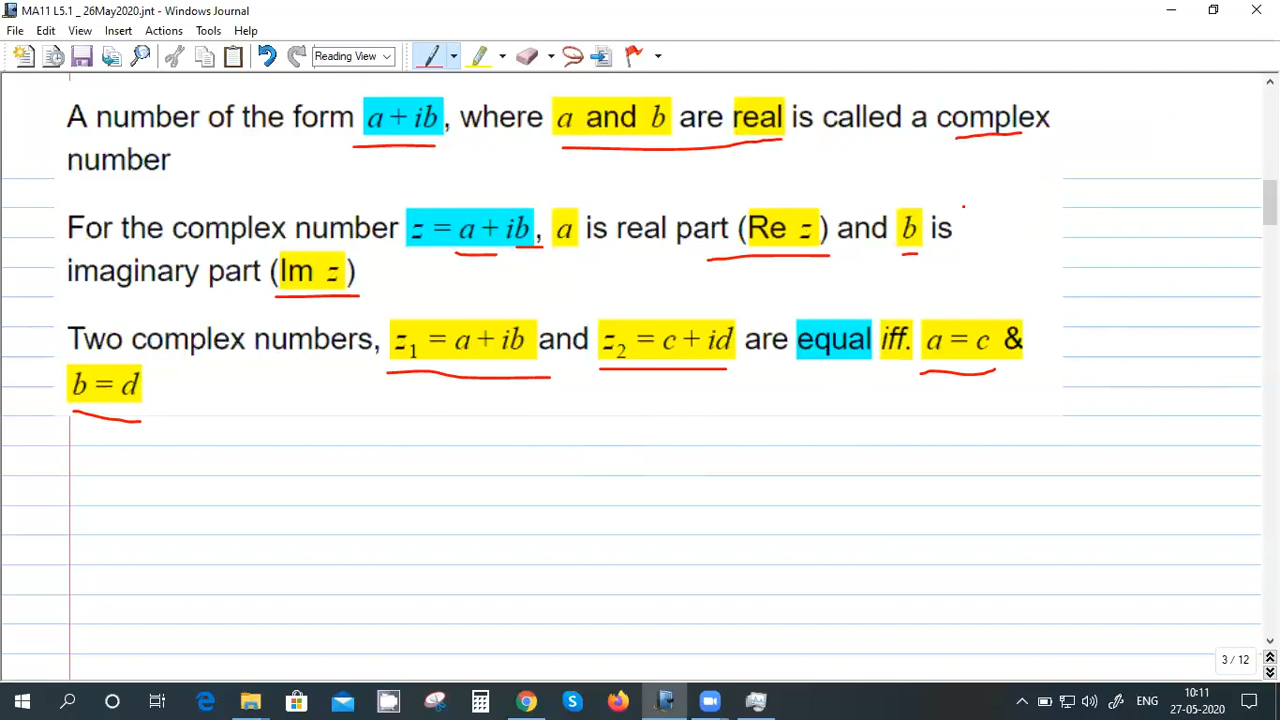 MA11 L5.1 _ 26May2020.jnt - Windows Journal
File Edit View Insert Actions Tools Help
Reading View
A number of the form a + ib, where a and b are real is called a complex
number
For the complex number z = a + ib, a is real part (Re z) and b is
imaginary part (Im z)
Two complex numbers, z₁ = a + ib and z₂ = c + id are equal iff. a = c &
b = d
3 / 12
ENG
10:11
27-05-2020